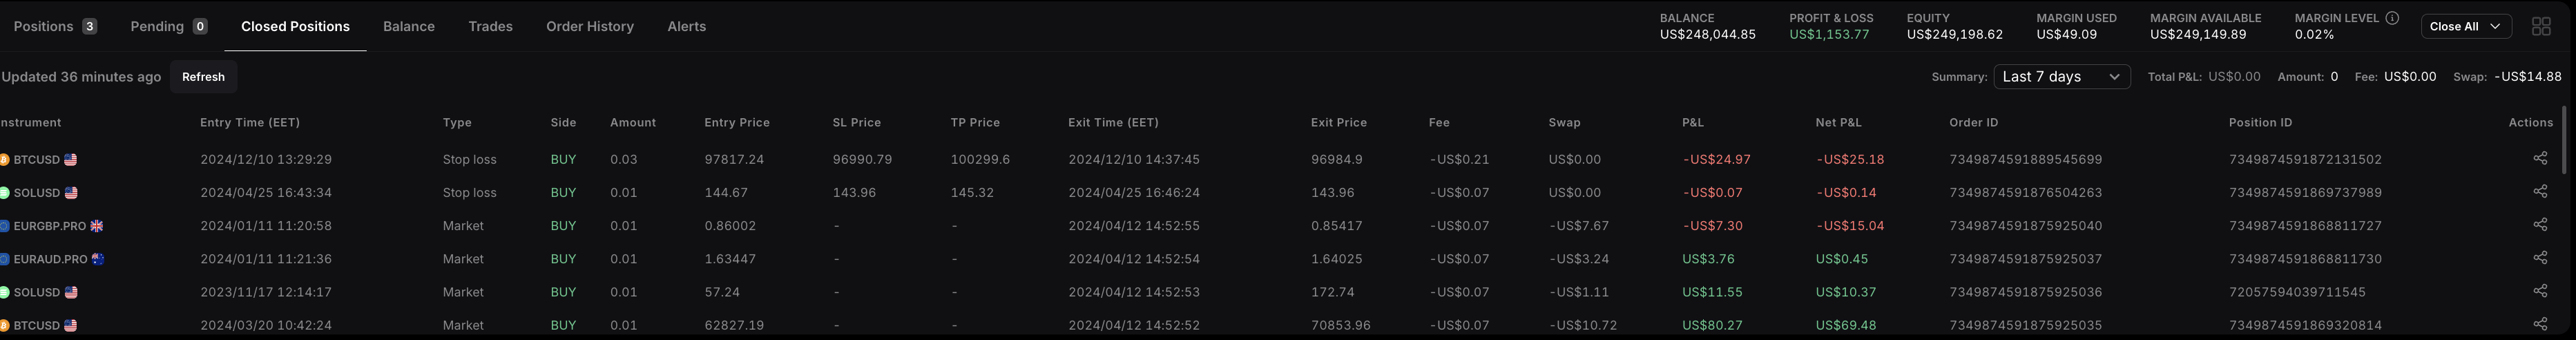 Positions 3 Pending 0 Closed Positions Balance Trades Order History Alerts
BALANCE PROFIT & LOSS EQUITY MARGIN USED MARGIN AVAILABLE MARGIN LEVEL
US$248,044.85 US$1,153.77 US$249,198.62 US$49.09 US$249,149.89 0.02% Close All
Updated 36 minutes ago Refresh Summary: Last 7 days Total P&L: US$0.00 Amount: 0 Fee: US$0.00 Swap: -US$14.88
nstrument Entry Time (EET) Type Side Amount Entry Price SL Price TP Price Exit Time (EET) Exit Price Fee Swap P&L Net P&L Order ID Position ID Actions
BTCUSD 2024/12/10 13:29:29 Stop loss BUY 0.03 97817.24 96990.79 100299.6 2024/12/10 14:37:45 96984.9 -US$0.21 US$0.00 -US$24.97 -US$25.18 7349874591889545699 7349874591872131502
SOLUSD 2024/04/25 16:43:34 Stop loss BUY 0.01 144.67 143.96 145.32 2024/04/25 16:46:24 143.96 -US$0.07 US$0.00 -US$0.07 -US$0.14 7349874591876504263 7349874591869737989
EURGBP.PRO 2024/01/11 11:20:58 Market BUY 0.01 0.86002 - - 2024/04/12 14:52:55 0.85417 -US$0.07 -US$7.67 -US$7.30 -US$15.04 7349874591875925040 7349874591868811727
EURAUD.PRO 2024/01/11 11:21:36 Market BUY 0.01 1.63447 - - 2024/04/12 14:52:54 1.64025 -US$0.07 -US$3.24 US$3.76 US$0.45 7349874591875925037 7349874591868811730
SOLUSD 2023/11/17 12:14:17 Market BUY 0.01 57.24 - - 2024/04/12 14:52:53 172.74 -US$0.07 -US$1.11 US$11.55 US$10.37 7349874591875925036 72057594039711545
BTCUSD 2024/03/20 10:42:24 Market BUY 0.01 62827.19 - - 2024/04/12 14:52:52 70853.96 -US$0.07 -US$10.72 US$80.27 US$69.48 7349874591875925035 7349874591869320814